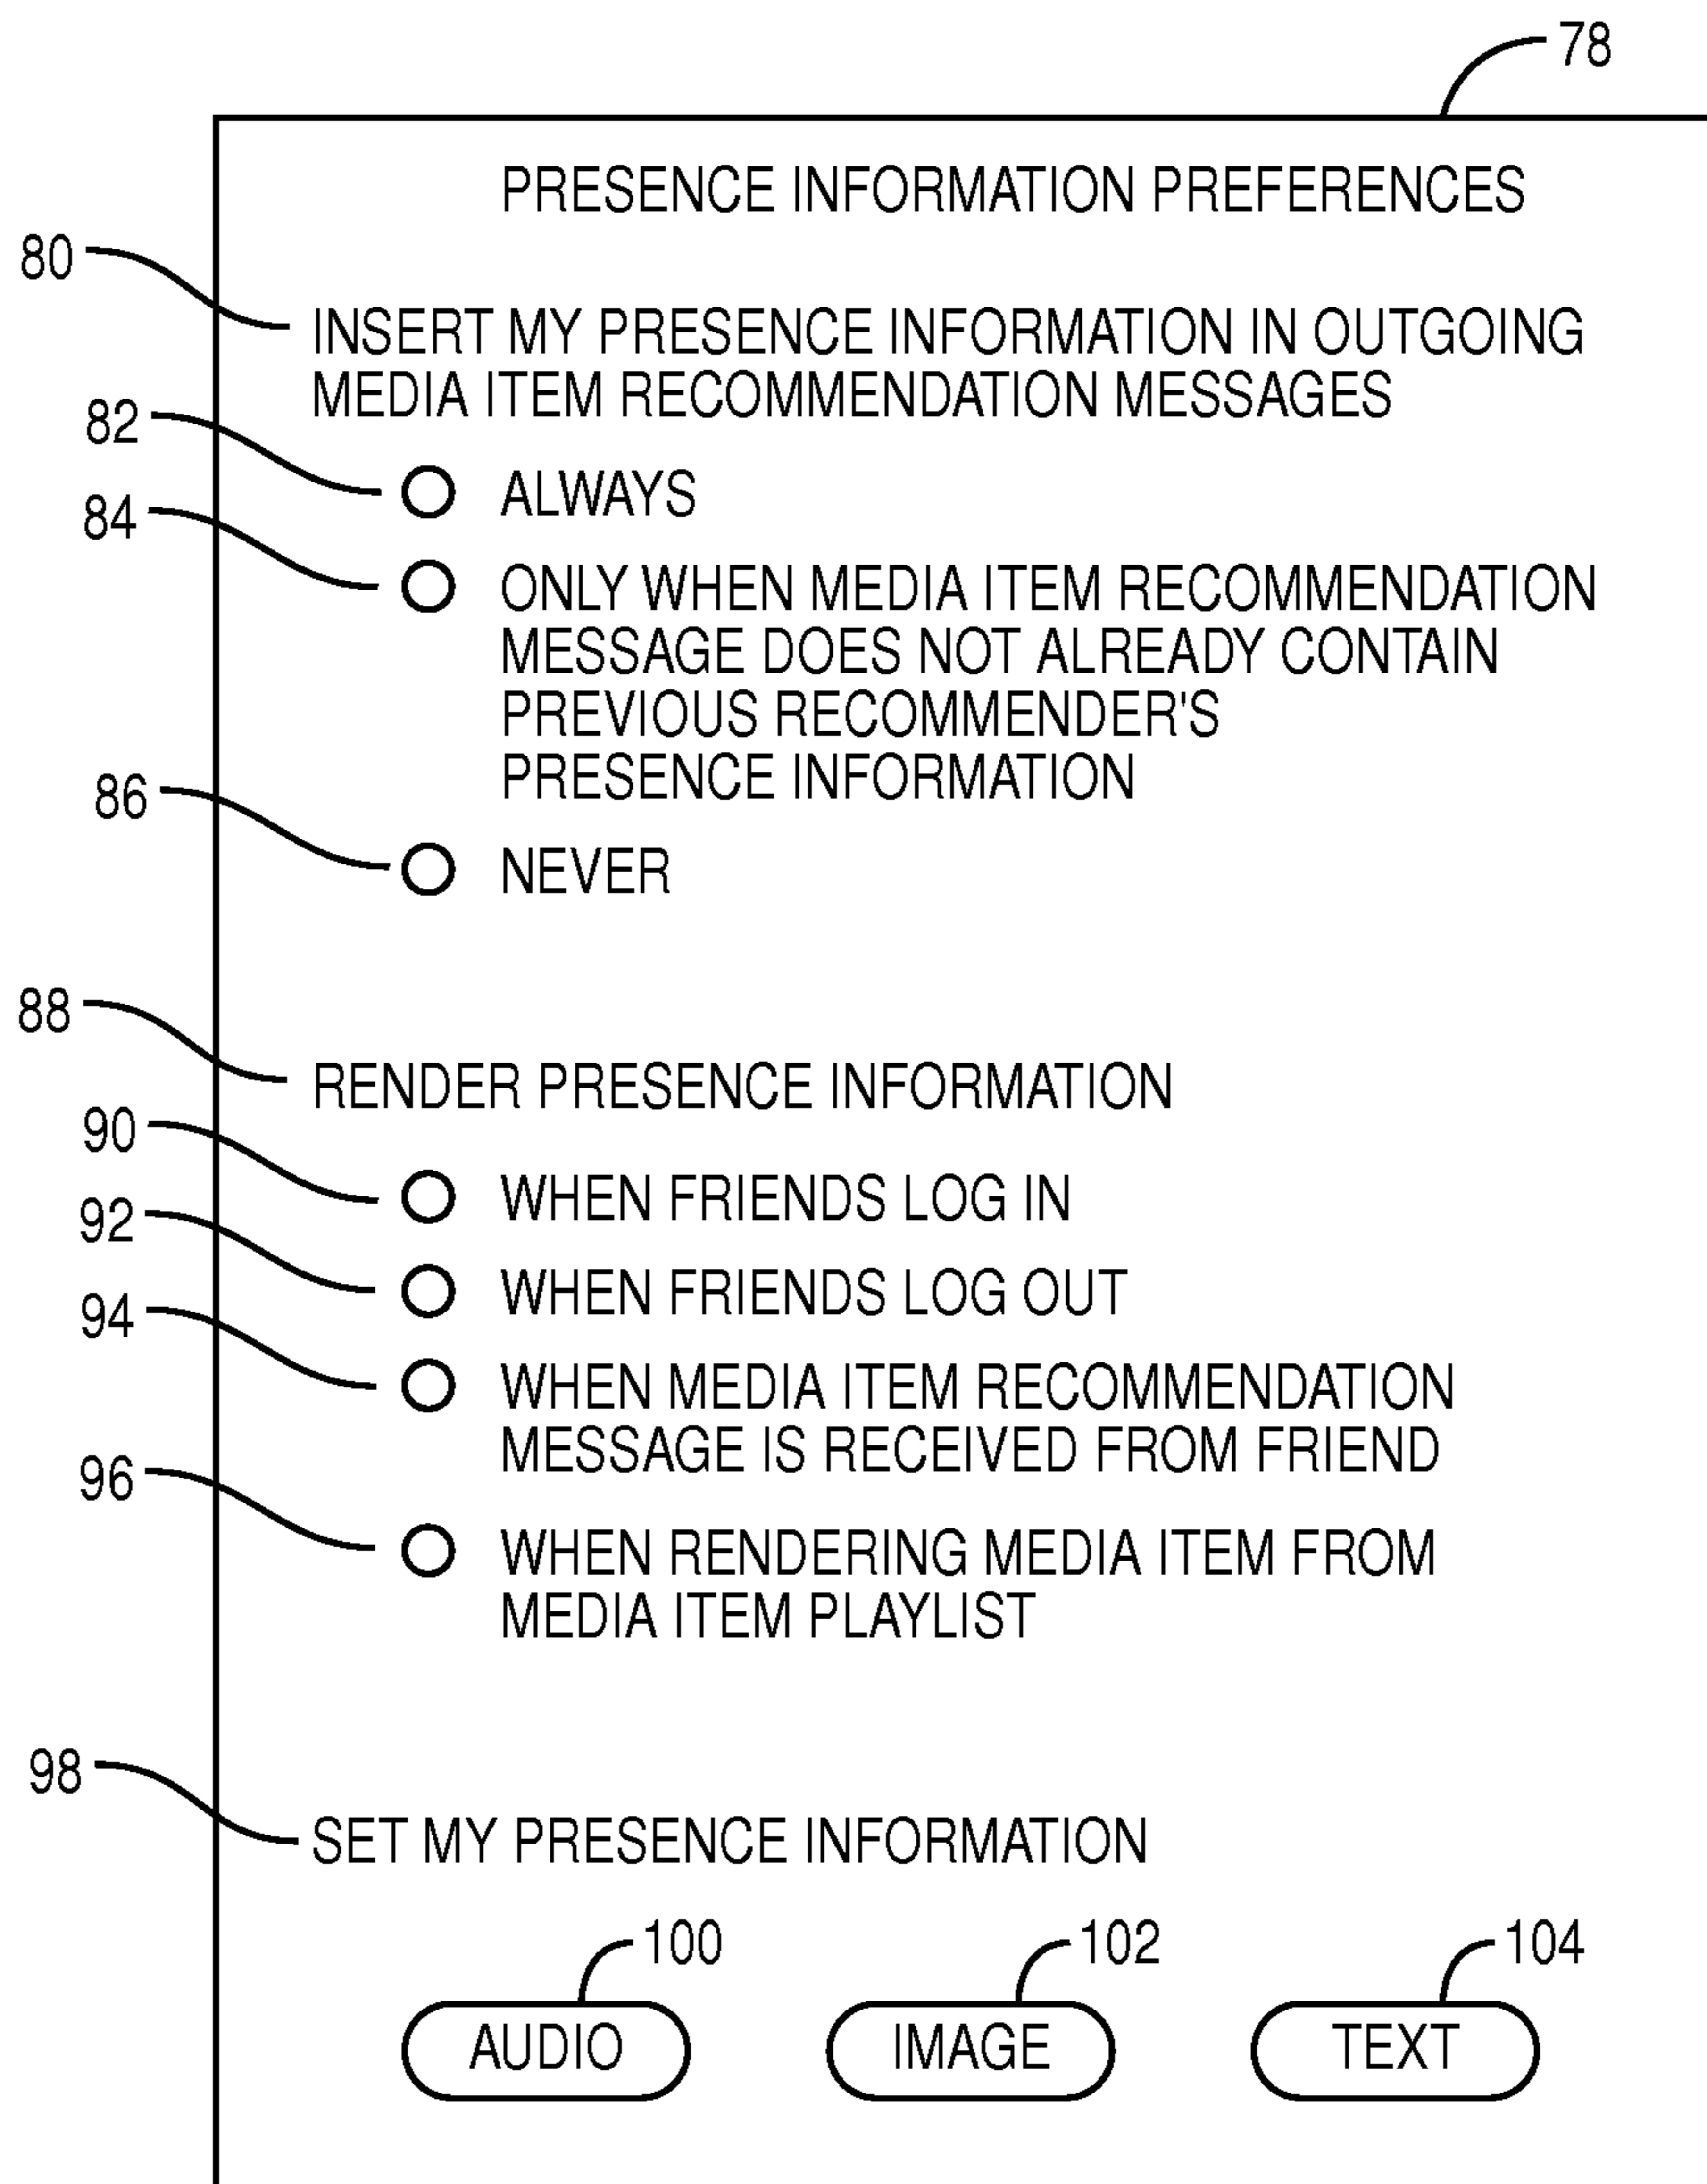 78
PRESENCE INFORMATION PREFERENCES
80
INSERT MY PRESENCE INFORMATION IN OUTGOING
MEDIA ITEM RECOMMENDATION MESSAGES
82
ALWAYS
84
ONLY WHEN MEDIA ITEM RECOMMENDATION
MESSAGE DOES NOT ALREADY CONTAIN
PREVIOUS RECOMMENDER'S
PRESENCE INFORMATION
86
NEVER
88
RENDER PRESENCE INFORMATION
90
WHEN FRIENDS LOG IN
92
WHEN FRIENDS LOG OUT
94
WHEN MEDIA ITEM RECOMMENDATION
MESSAGE IS RECEIVED FROM FRIEND
96
WHEN RENDERING MEDIA ITEM FROM
MEDIA ITEM PLAYLIST
98
SET MY PRESENCE INFORMATION
100 102 104
AUDIO IMAGE TEXT